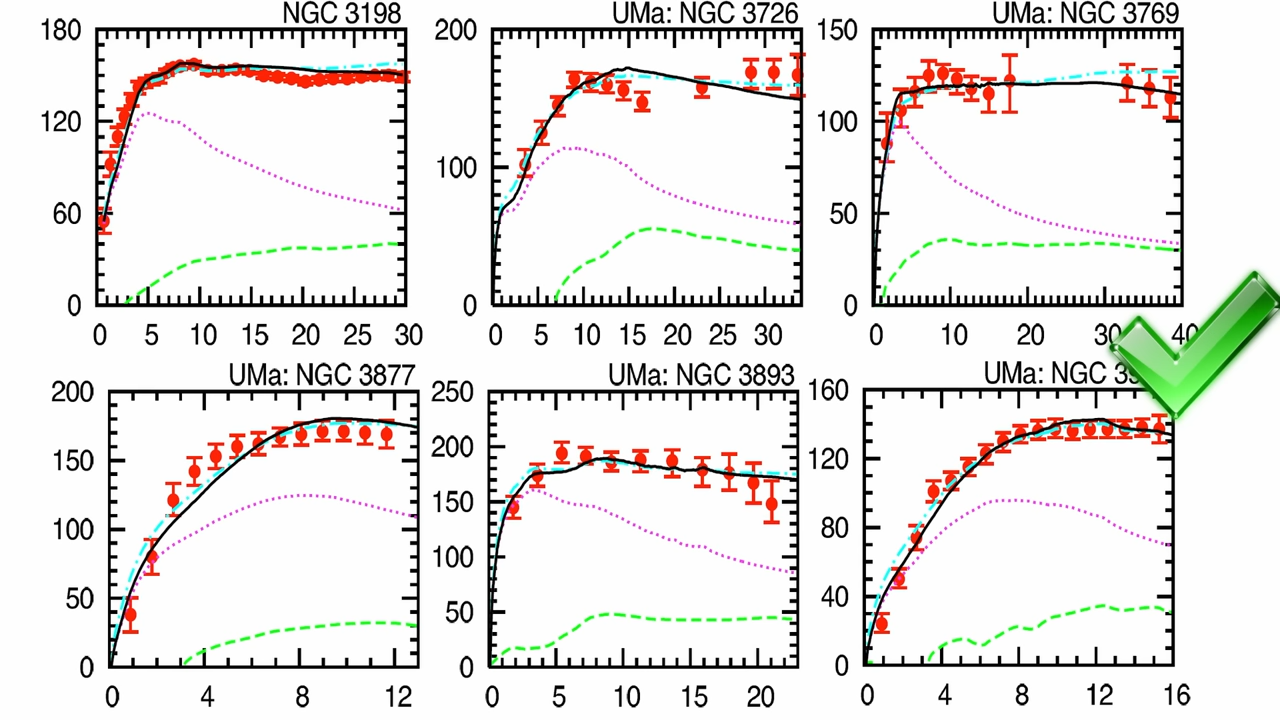 NGC 3198
UMa: NGC 3726
UMa: NGC 3769
180
120
60
0
0 5 10 15 20 25 30
200
100
0
0 5 10 15 20 25 30
150
100
50
0
0 10 20 30 40
UMa: NGC 3877
UMa: NGC 3893
UMa: NGC
200
150
100
50
0
0 4 8 12
250
200
150
100
50
0
0 5 10 15 20
160
120
80
40
0
0 4 8 12 16